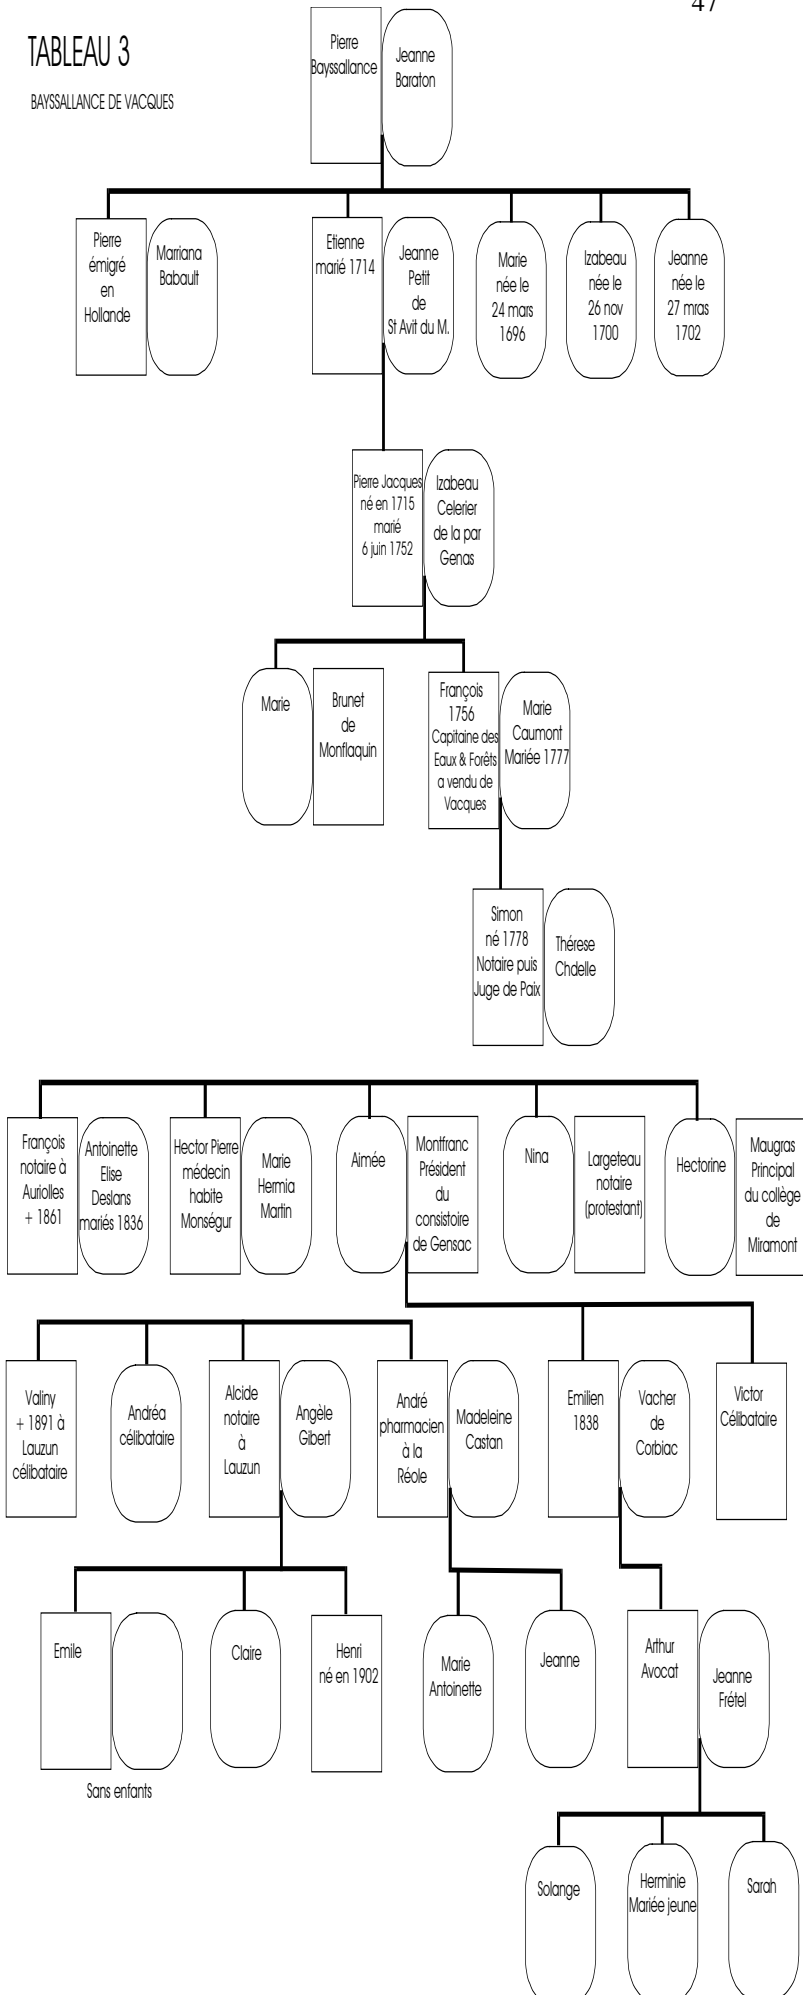 47
TABLEAU 3
BAYSSALLANCE DE VACQUES
Pierre
Bayssallance
Jeanne
Baraton
Pierre
émigré
en
Hollande
Marriana
Babault
Etienne
marié 1714
Jeanne
Petit
de
St Avit du M.
Marie
née le
24 mars
1696
Izabeau
née le
26 nov
1700
Jeanne
née le
27 mras
1702
Pierre Jacques
né en 1715
marié
6 juin 1752
Izabeau
Celerier
de la par
Genas
Marie
Brunet
de
Monflaquin
François
1756
Capitaine des
Eaux & Forêts
a vendu de
Vacques
Marie
Caumont
Mariée 1777
Simon
né 1778
Notaire puis
Juge de Paix
Thérese
Chdelle
François
notaire à
Auriolles
+ 1861
Antoinette
Elise
Deslans
mariés 1836
Hector Pierre
médecin
habite
Monségur
Marie
Hermia
Martin
Aimée
Montfranc
Président
du
consistoire
de Gensac
Nina
Largeteau
notaire
(protestant)
Hectorine
Maugras
Principal
du collège
de
Miramont
Valiny
+ 1891 à
Lauzun
célibataire
Andréa
célibataire
Alcide
notaire
à
Lauzun
Angèle
Gibert
André
pharmacien
à la
Réole
Madeleine
Castan
Emilien
1838
Vacher
de
Corbiac
Victor
Célibataire
Emile
Claire
Henri
né en 1902
Marie
Antoinette
Jeanne
Arthur
Avocat
Jeanne
Frétel
Sans enfants
Solange
Herminie
Mariée jeune
Sarah